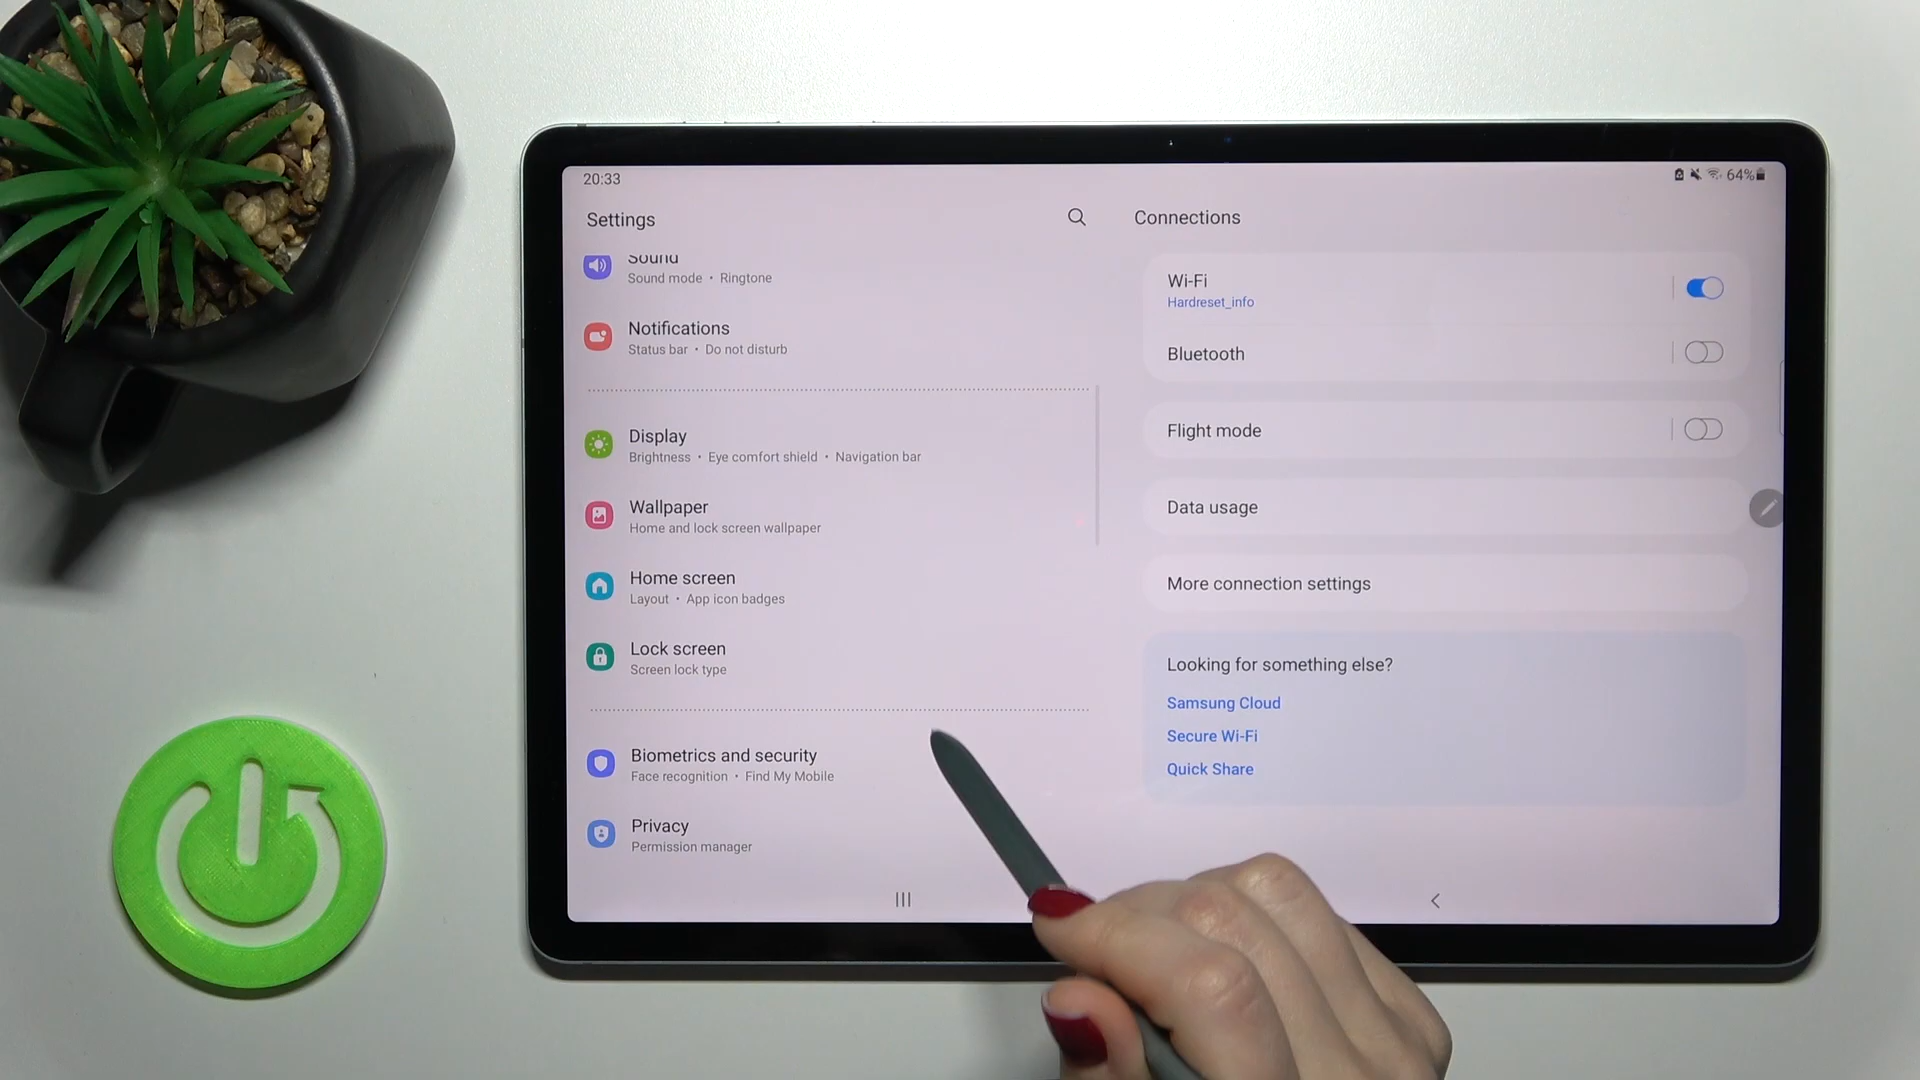 20:33
64%
Settings
Sound
Sound mode • Ringtone
Notifications
Status bar • Do not disturb
Display
Brightness • Eye comfort shield • Navigation bar
Wallpaper
Home and lock screen wallpaper
Home screen
Layout • App icon badges
Lock screen
Screen lock type
Biometrics and security
Face recognition • Find My Mobile
Privacy
Permission manager
Connections
Wi-Fi
Hardreset_info
Bluetooth
Flight mode
Data usage
More connection settings
Looking for something else?
Samsung Cloud
Secure Wi-Fi
Quick Share